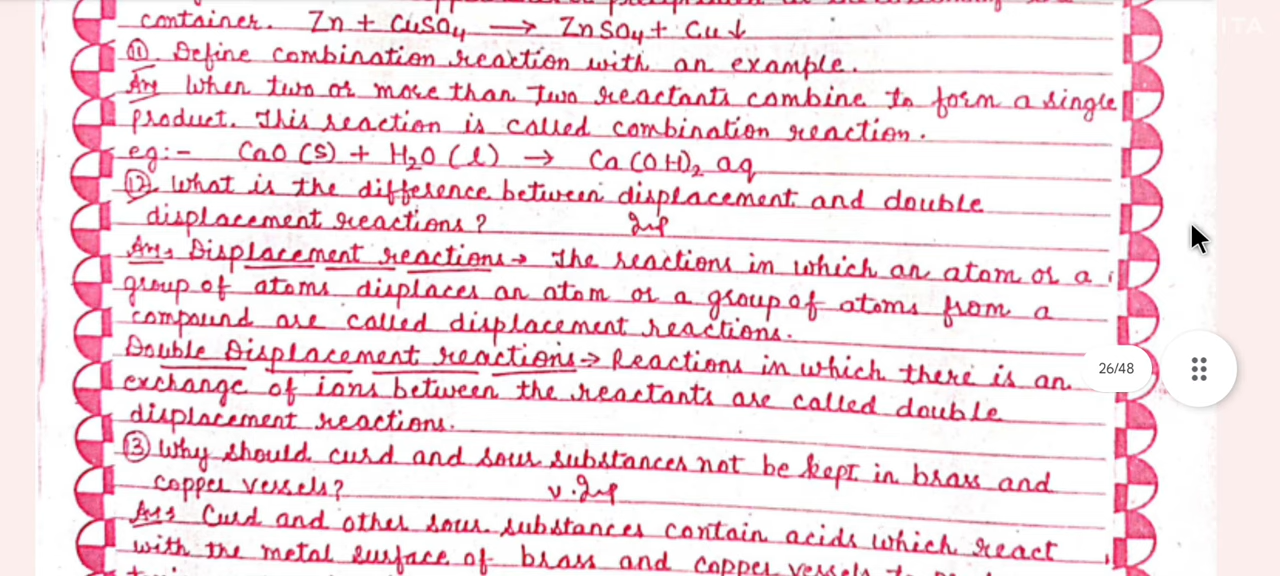 container. Zn + CuSO₄ → ZnSO₄ + Cu↓
⑪. Define combination reaction with an example.
Ans When two or more than two reactants combine to form a single
product. This reaction is called combination reaction.
eg:- CaO (s) + H₂O (l) → Ca(OH)₂ aq
⑫. What is the difference between displacement and double
displacement reactions? Imp
Ans Displacement reactions→ The reactions in which an atom or a
group of atoms displaces an atom or a group of atoms from a
compound are called displacement reactions.
Double Displacement reactions→ Reactions in which there is an
exchange of ions between the reactants are called double
displacement reactions.
⑬ Why should curd and sour substances not be kept in brass and
copper vessels? v.Imp
Ans→ Curd and other sour substances contain acids which react
with the metal surface of brass and copper vessels to
26/48
ITA